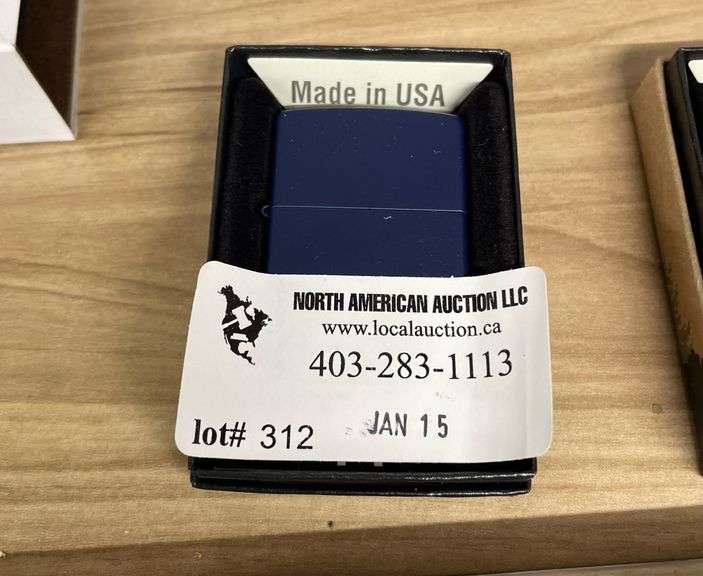 Made in USA
NORTH AMERICAN AUCTION LLC
www.localauction.ca
403-283-1113
lot# 312
JAN 15